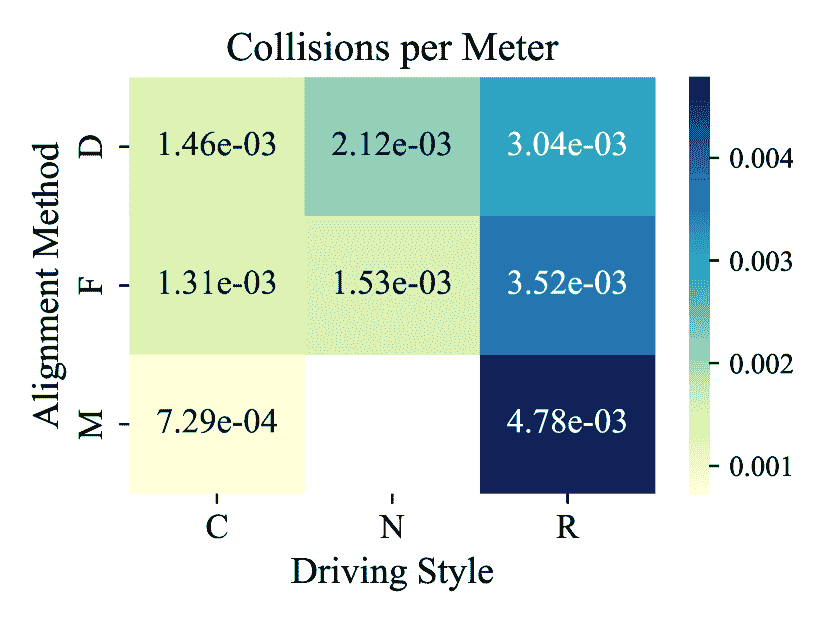 Collisions per Meter
Alignment Method
D
1.46e-03 2.12e-03 3.04e-03
F
1.31e-03 1.53e-03 3.52e-03
M
7.29e-04 4.78e-03
C N R
Driving Style
0.004
0.003
0.002
0.001